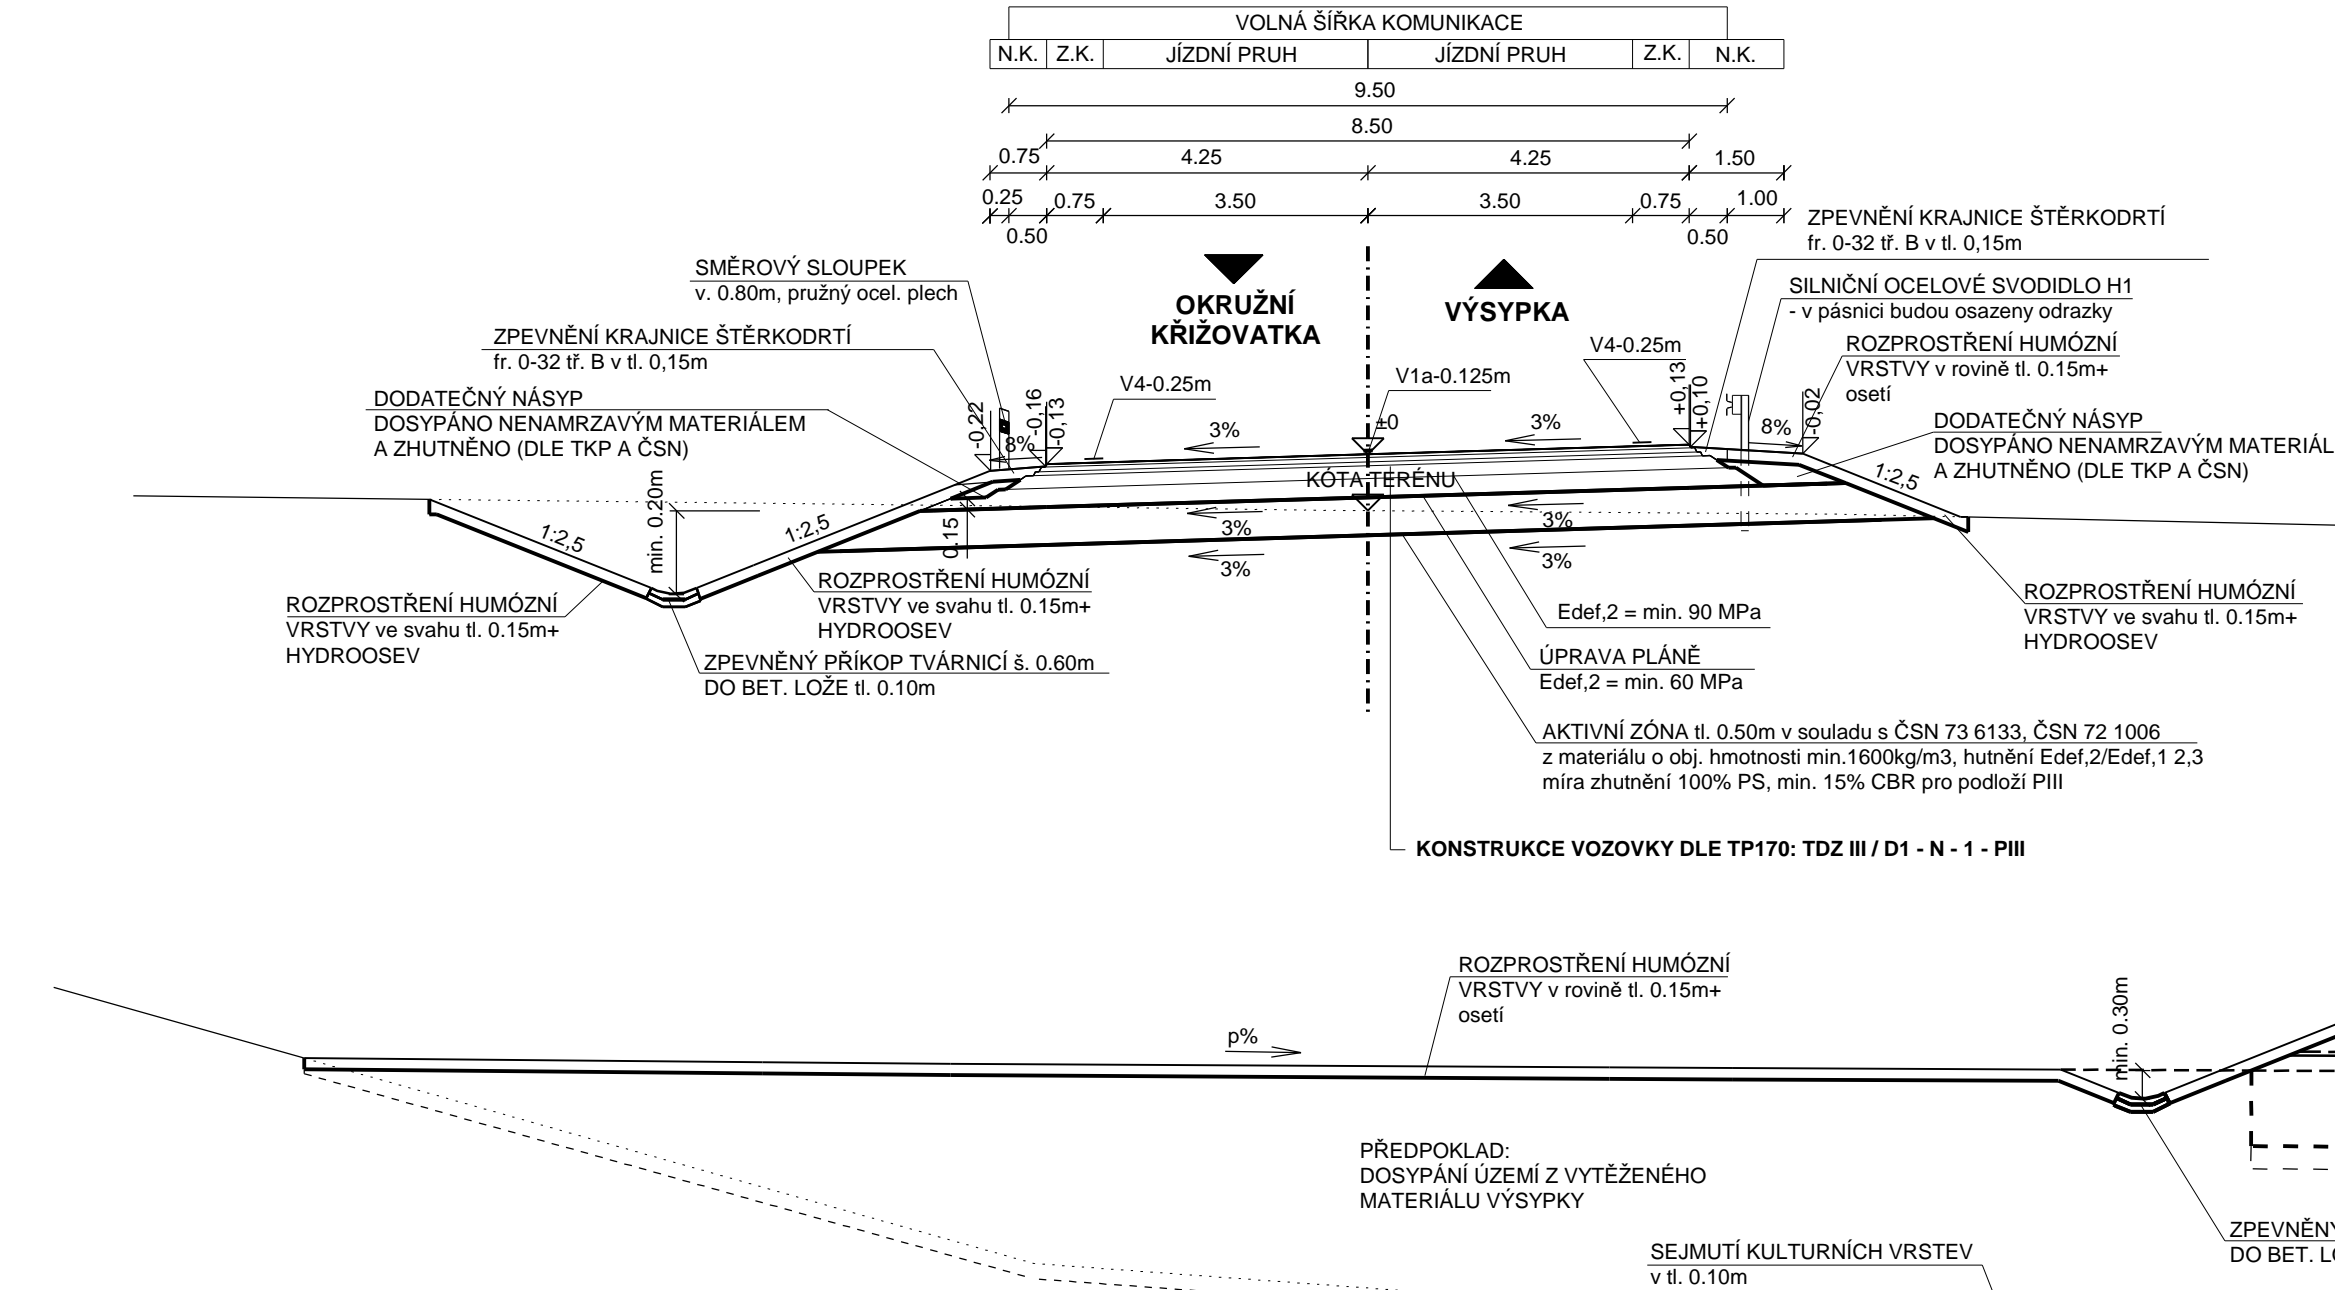 VOLNÁ ŠÍŘKA KOMUNIKACE
N.K. Z.K. JÍZDNÍ PRUH JÍZDNÍ PRUH Z.K. N.K.
9.50
8.50
0.75 4.25 4.25 1.50
0.25 0.75 3.50 3.50 0.75 1.00
0.50 0.50
ZPEVNĚNÍ KRAJNICE ŠTĚRKODRTÍ
fr. 0-32 tř. B v tl. 0,15m
SMĚROVÝ SLOUPEK
v. 0.80m, pružný ocel. plech
OKRUŽNÍ
KŘIŽOVATKA
VÝSYPKA
SILNIČNÍ OCELOVÉ SVODIDLO H1
- v pásnici budou osazeny odrazky
ZPEVNĚNÍ KRAJNICE ŠTĚRKODRTÍ
fr. 0-32 tř. B v tl. 0,15m
V4-0.25m
V1a-0.125m
V4-0.25m
ROZPROSTŘENÍ HUMÓZNÍ
VRSTVY v rovině tl. 0.15m+
osetí
DODATEČNÝ NÁSYP
DOSYPÁNO NENAMRZAVÝM MATERIÁLEM
A ZHUTNĚNO (DLE TKP A ČSN)
-0,22
-0,16
-0,13
8%
3%
±0
3%
+0,13
+0,10
8%
-0,02
DODATEČNÝ NÁSYP
DOSYPÁNO NENAMRZAVÝM MATERIÁL
A ZHUTNĚNO (DLE TKP A ČSN)
KÓTA TERÉNU
1:2,5
1:2,5
1:2,5
min. 0.20m
0.15
3%
3%
3%
3%
ROZPROSTŘENÍ HUMÓZNÍ
VRSTVY ve svahu tl. 0.15m+
HYDROOSEV
ROZPROSTŘENÍ HUMÓZNÍ
VRSTVY ve svahu tl. 0.15m+
HYDROOSEV
ZPEVNĚNÝ PŘÍKOP TVÁRNICÍ š. 0.60m
DO BET. LOŽE tl. 0.10m
Edef,2 = min. 90 MPa
ÚPRAVA PLÁNĚ
Edef,2 = min. 60 MPa
ROZPROSTŘENÍ HUMÓZNÍ
VRSTVY ve svahu tl. 0.15m+
HYDROOSEV
AKTIVNÍ ZÓNA tl. 0.50m v souladu s ČSN 73 6133, ČSN 72 1006
z materiálu o obj. hmotnosti min.1600kg/m3, hutnění Edef,2/Edef,1 2,3
míra zhutnění 100% PS, min. 15% CBR pro podloží PIII
KONSTRUKCE VOZOVKY DLE TP170: TDZ III / D1 - N - 1 - PIII
ROZPROSTŘENÍ HUMÓZNÍ
VRSTVY v rovině tl. 0.15m+
osetí
p%
min. 0.30m
PŘEDPOKLAD:
DOSYPÁNÍ ÚZEMÍ Z VYTĚŽENÉHO
MATERIÁLU VÝSYPKY
ZPEVNĚNÝ
DO BET. LO
SEJMUTÍ KULTURNÍCH VRSTEV
v tl. 0.10m